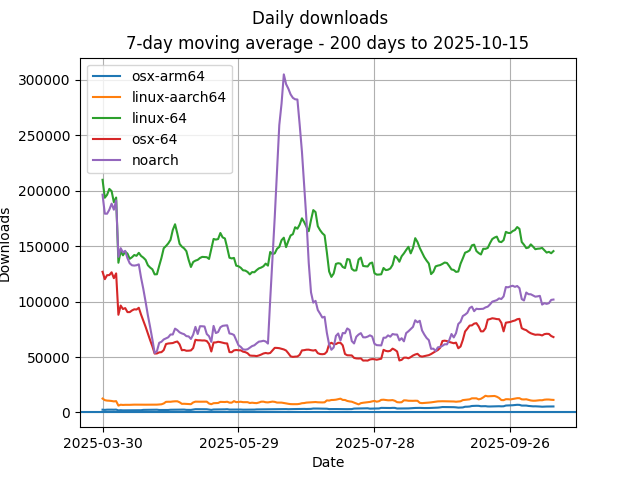 Daily downloads
7-day moving average - 200 days to 2025-10-15
osx-arm64
linux-aarch64
linux-64
osx-64
noarch
300000
250000
200000
150000
100000
50000
0
Downloads
2025-03-30
2025-05-29
2025-07-28
2025-09-26
Date